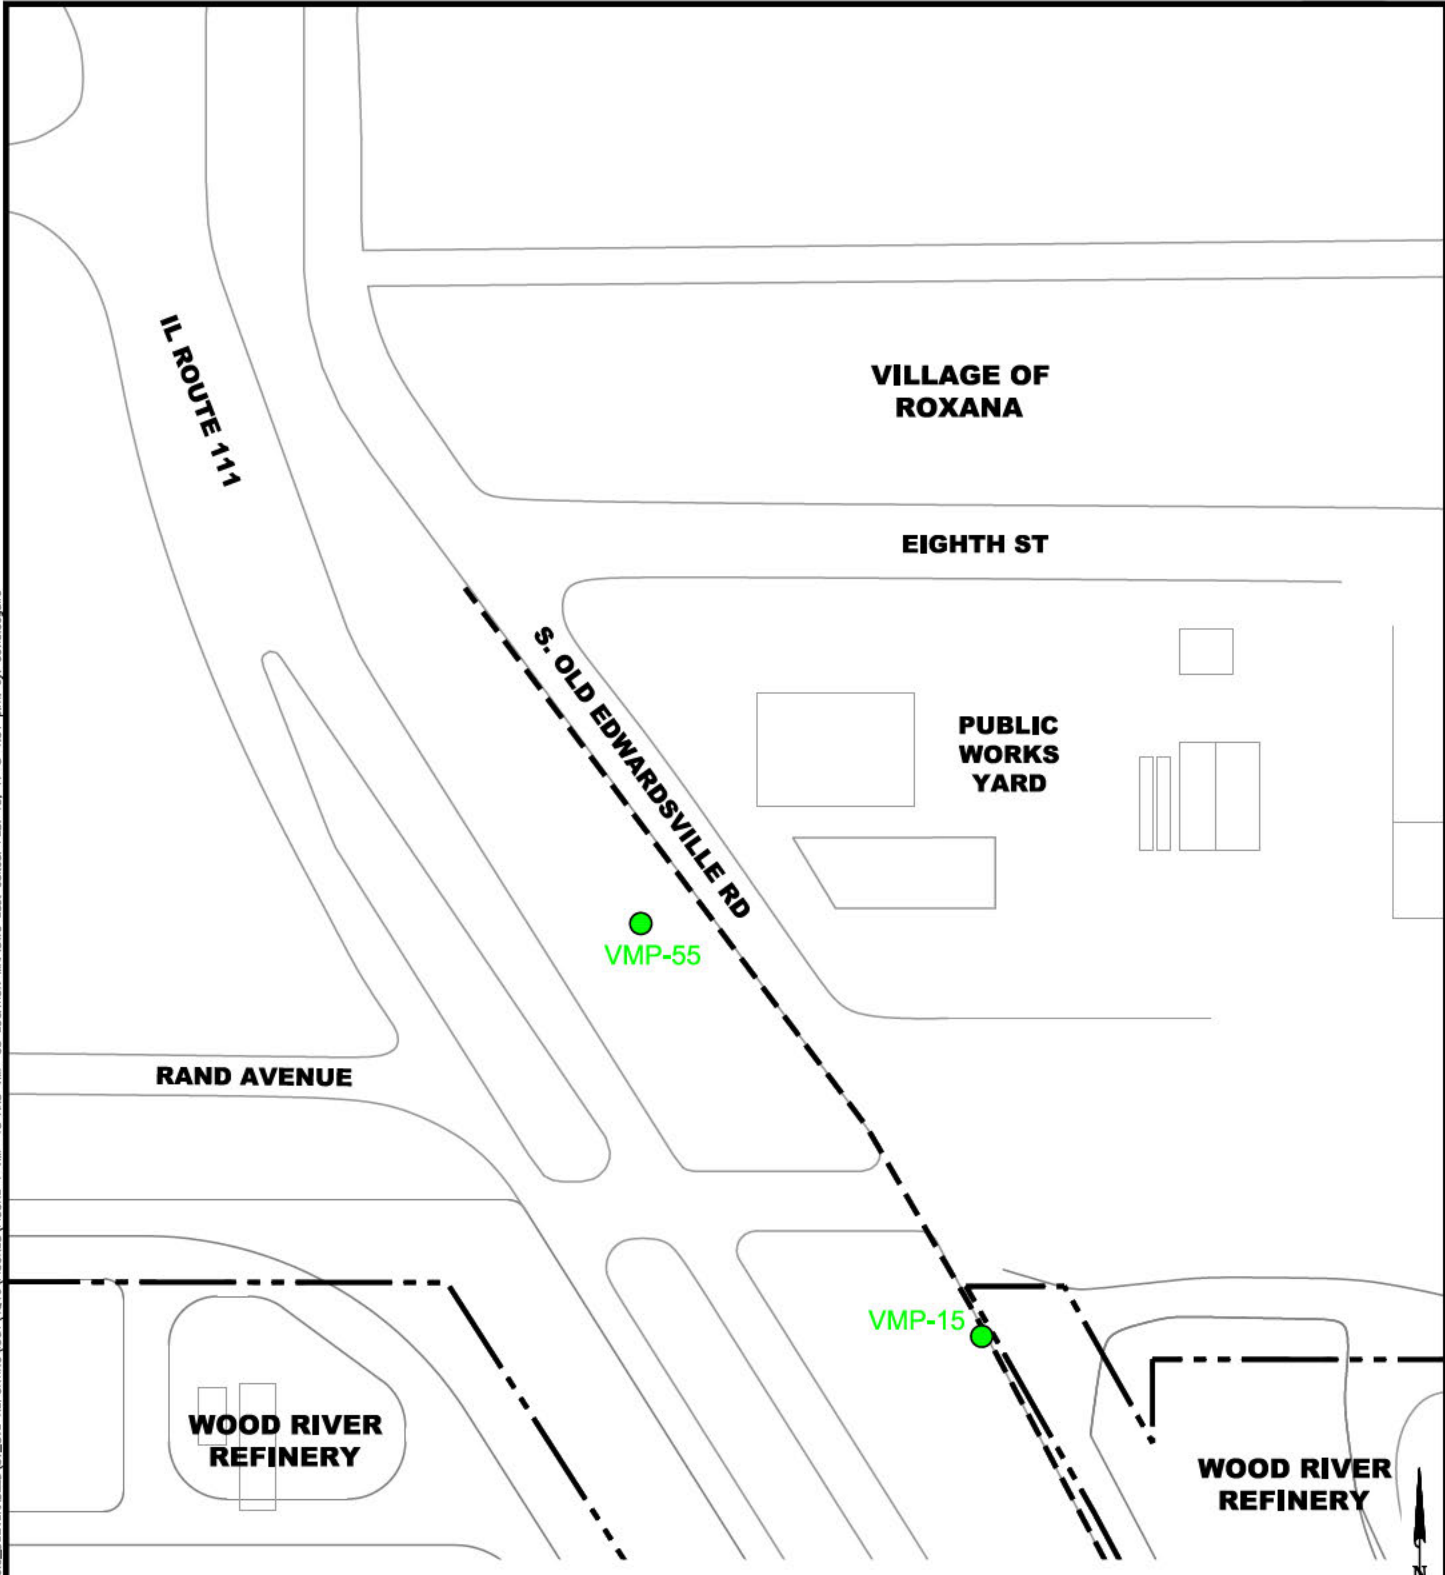 IL ROUTE 111
VILLAGE OF
ROXANA
EIGHTH ST
S. OLD EDWARDSVILLE RD
PUBLIC
WORKS
YARD
VMP-55
RAND AVENUE
VMP-15
WOOD RIVER
REFINERY
WOOD RIVER
REFINERY
N